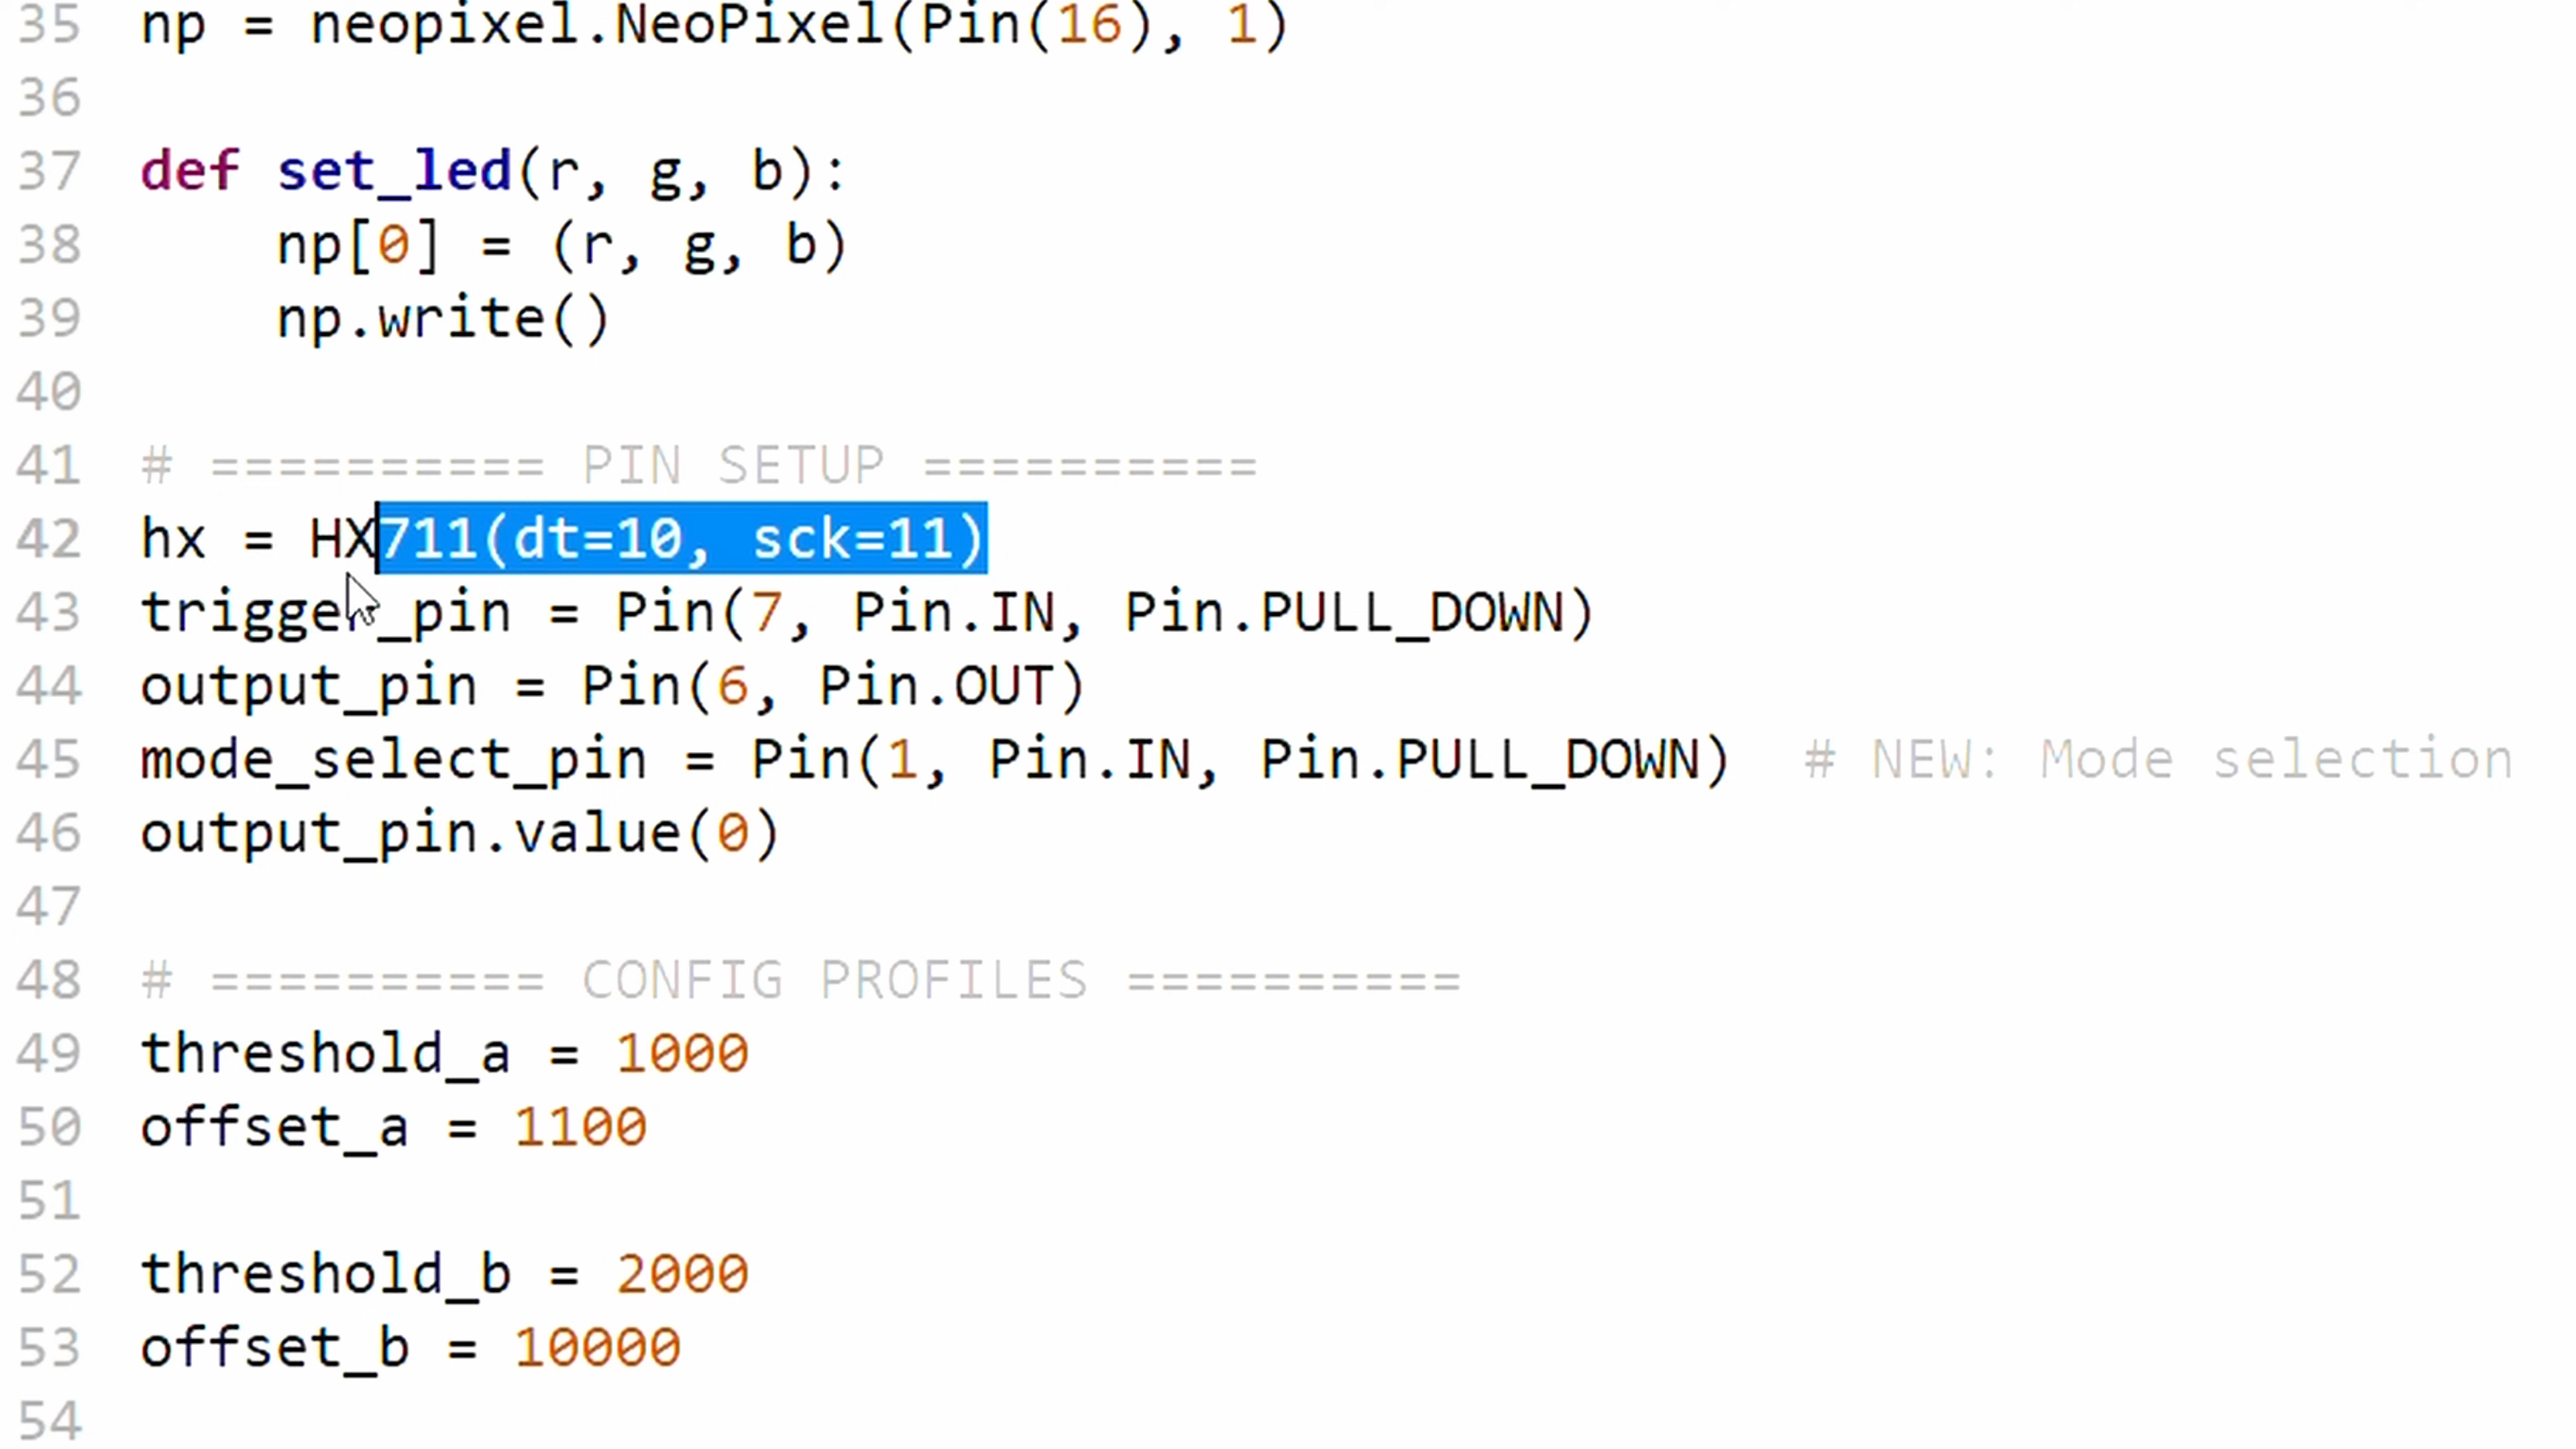 35 np = neopixel.NeoPixel(Pin(16), 1)
36
37 def set_led(r, g, b):
38     np[0] = (r, g, b)
39     np.write()
40
41 # ========== PIN SETUP ==========
42 hx = HX711(dt=10, sck=11)
43 trigger_pin = Pin(7, Pin.IN, Pin.PULL_DOWN)
44 output_pin = Pin(6, Pin.OUT)
45 mode_select_pin = Pin(1, Pin.IN, Pin.PULL_DOWN)  # NEW: Mode selection
46 output_pin.value(0)
47
48 # ========== CONFIG PROFILES ==========
49 threshold_a = 1000
50 offset_a = 1100
51
52 threshold_b = 2000
53 offset_b = 10000
54